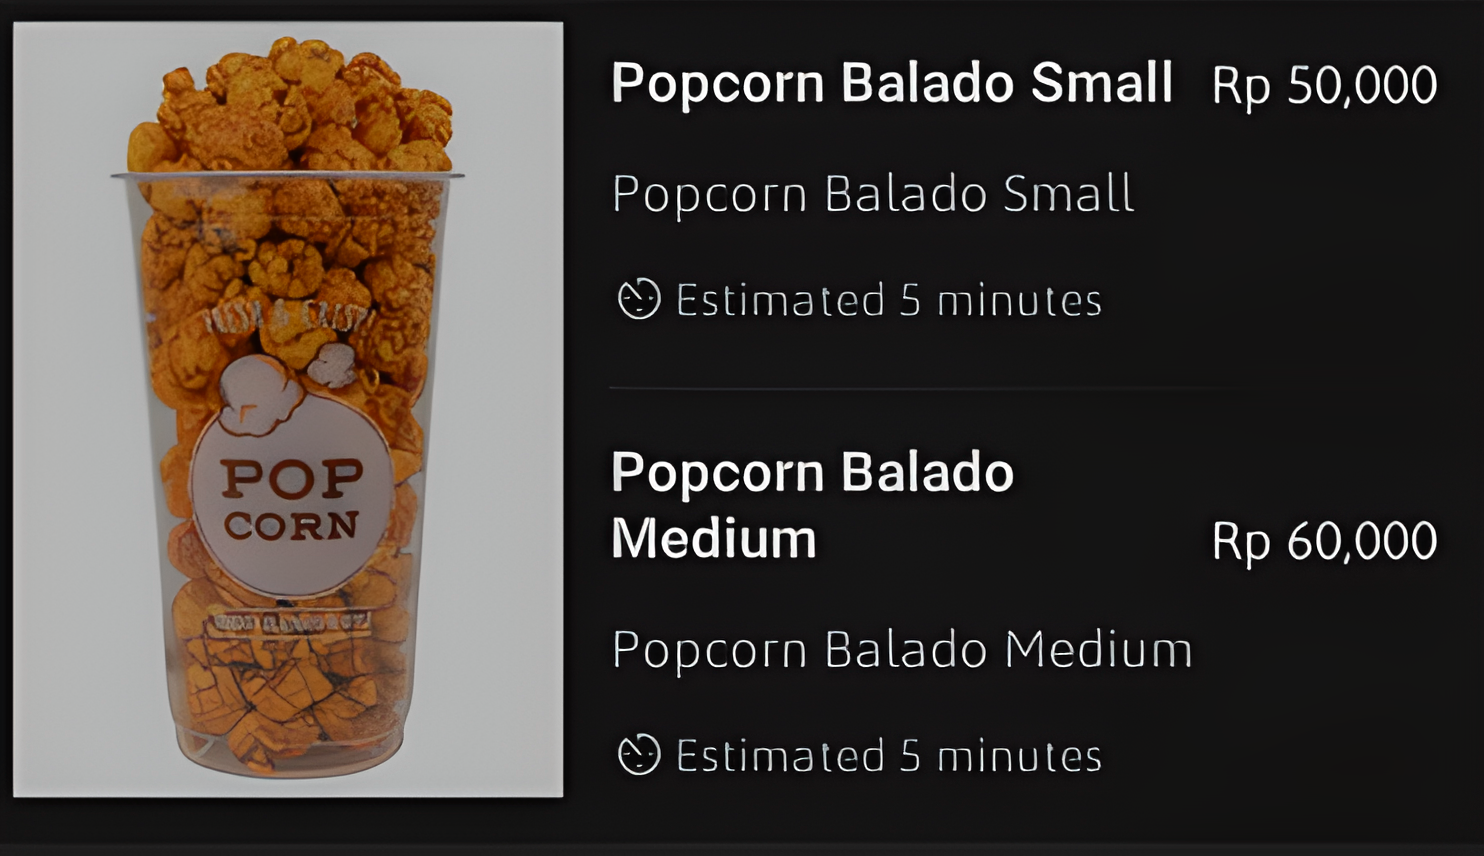 POP
CORN
Popcorn Balado Small Rp 50,000
Popcorn Balado Small
Estimated 5 minutes
Popcorn Balado
Medium Rp 60,000
Popcorn Balado Medium
Estimated 5 minutes